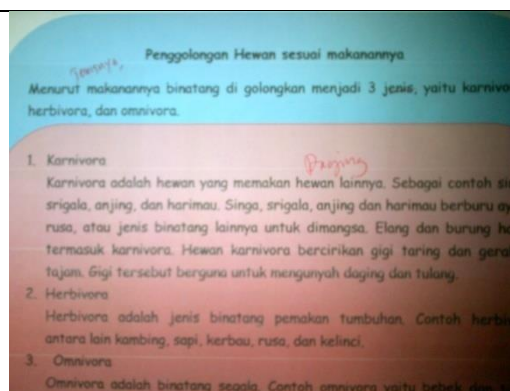 Penggolongan Hewan sesuai makanannya
jenisnya,
Menurut makanannya binatang di golongkan menjadi 3 jenis, yaitu
herbivora, dan omnivora.
1. Karnivora
Karnivora adalah hewan yang memakan hewan lainnya. Sebagai contoh
srigala, anjing, dan harimau. Singa, srigala, anjing dan harimau berburu
rusa, atau jenis binatang lainnya untuk dimangsa. Elang dan burung
termasuk karnivora. Hewan karnivora bercirikan gigi taring dan
tajam. Gigi tersebut berguna untuk mengunyah daging dan tulang.
2. Herbivora
Herbivora adalah jenis binatang pemakan tumbuhan. Contoh
antara lain kambing, sapi, kerbau, rusa, dan kelinci.
3. Omnivora
Omnivora adalah binatang segala. Contoh omnivora yaitu bebek dan